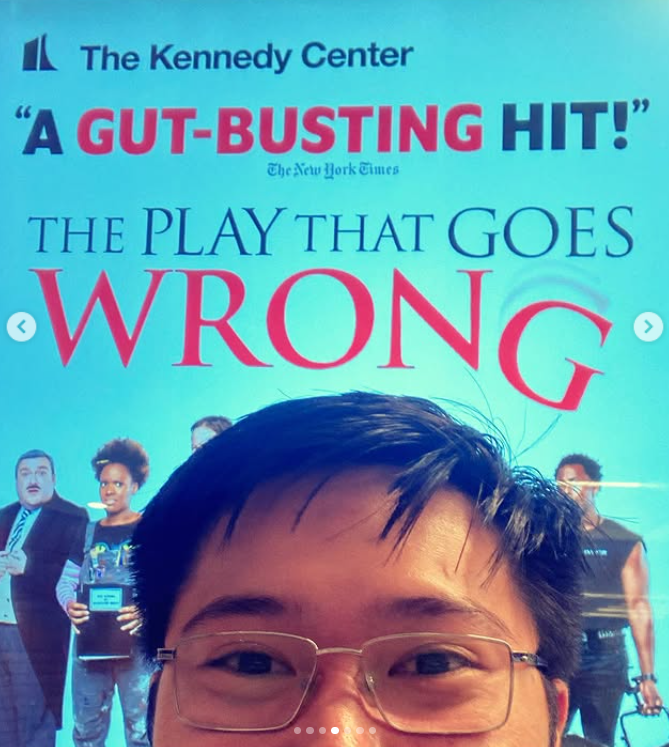 The Kennedy Center
“A GUT-BUSTING HIT!”
The New York Times
THE PLAY THAT GOES
WRONG